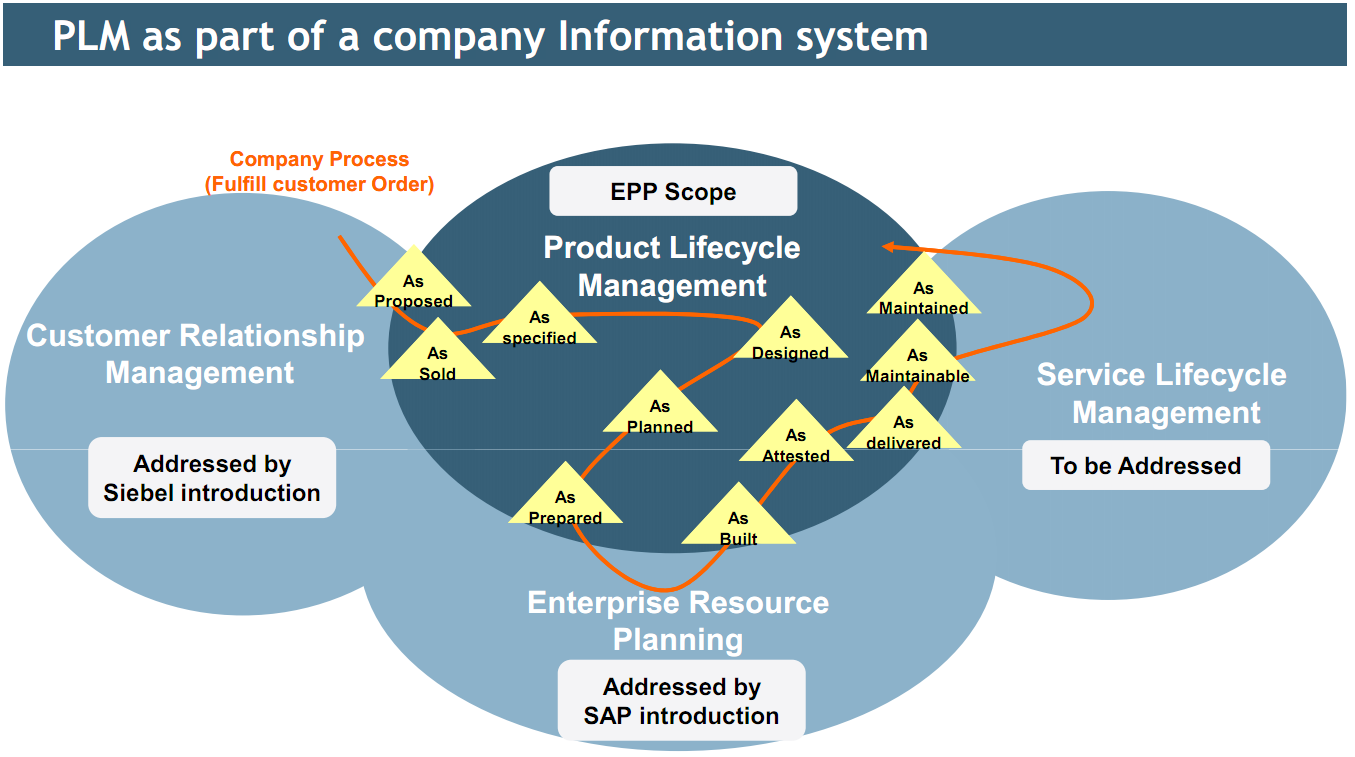 PLM as part of a company Information system
Company Process
(Fulfill customer Order)
EPP Scope
Product Lifecycle
Management
Customer Relationship
Management
Addressed by
Siebel introduction
As
Proposed
As
Sold
As
specified
As
Designed
As
Planned
As
Prepared
As
Built
As
Attested
As
delivered
As
Maintainable
As
Maintained
Service Lifecycle
Management
To be Addressed
Enterprise Resource
Planning
Addressed by
SAP introduction